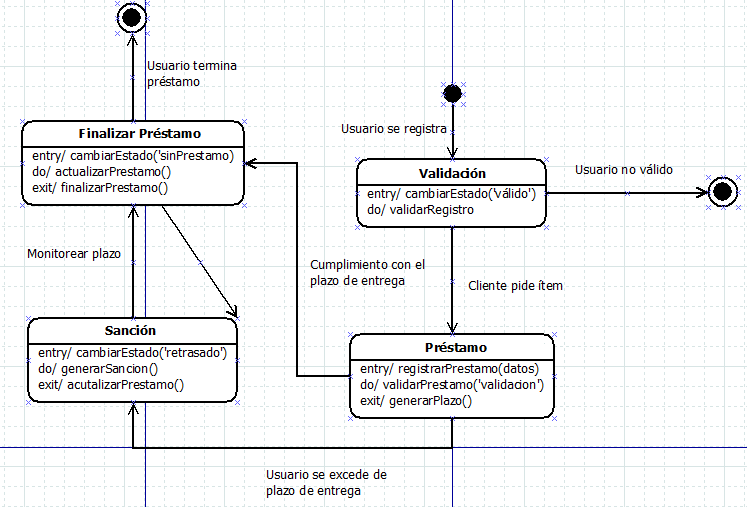 Usuario termina
préstamo
Finalizar Préstamo
entry/ cambiarEstado('sinPrestamo)
do/ actualizarPrestamo()
exit/ finalizarPrestamo()
Usuario se registra
Validación
entry/ cambiarEstado('válido')
do/ validarRegistro
Usuario no válido
Monitorear plazo
Cumplimiento con el
plazo de entrega
Cliente pide ítem
Sanción
entry/ cambiarEstado('retrasado')
do/ generarSancion()
exit/ acutalizarPrestamo()
Préstamo
entry/ registrarPrestamo(datos)
do/ validarPrestamo('validacion')
exit/ generarPlazo()
Usuario se excede de
plazo de entrega